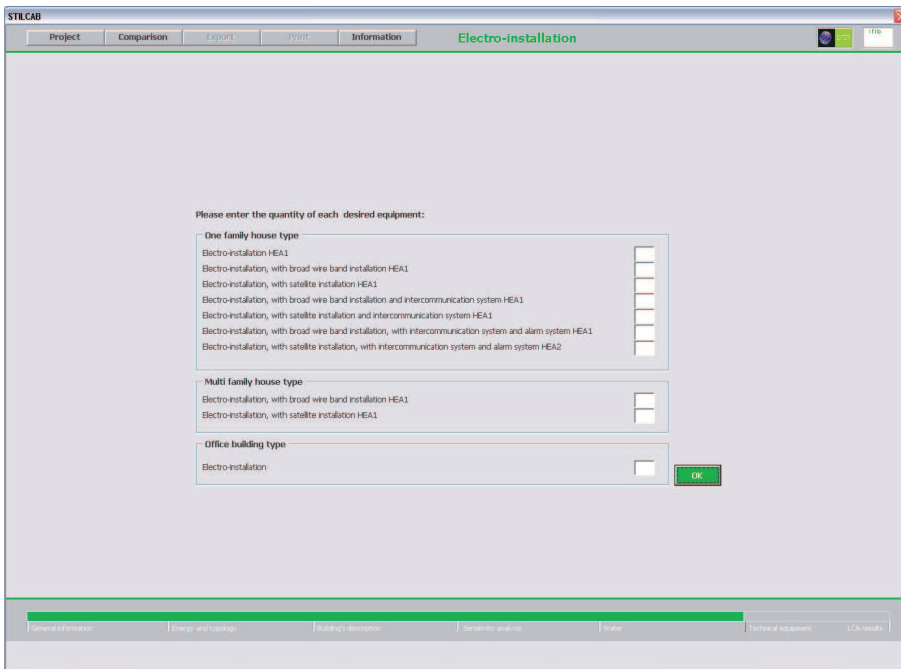 STILCAB
Project Comparison Export Print Information Electro-installation
Please enter the quantity of each desired equipment:
One family house type
Electro-installation HEA1
Electro-installation, with broad wire band installation HEA1
Electro-installation, with satellite installation HEA1
Electro-installation, with broad wire band installation and intercommunication system HEA1
Electro-installation, with satellite installation and intercommunication system HEA1
Electro-installation, with broad wire band installation, with intercommunication system and alarm system HEA1
Electro-installation, with satellite installation, with intercommunication system and alarm system HEA2
Multi family house type
Electro-installation, with broad wire band installation HEA1
Electro-installation, with satellite installation HEA1
Office building type
Electro-installation
OK
General information Energy and typology Building's description Sensitivity analysis Water Technical equipment LCA results